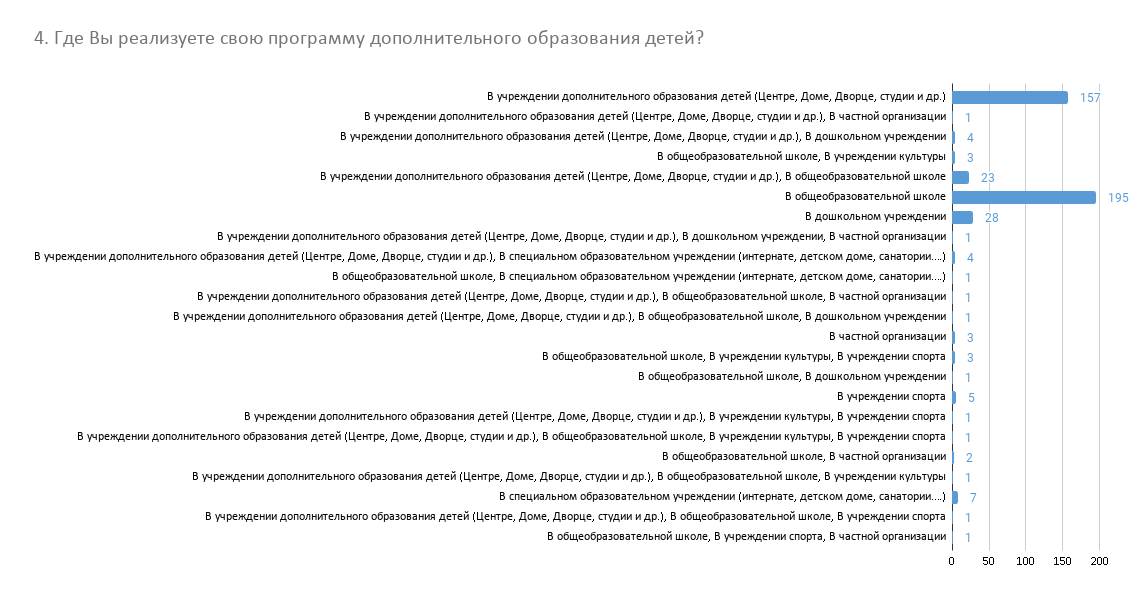 4. Где Вы реализуете свою программу дополнительного образования детей?
В учреждении дополнительного образования детей (Центре, Доме, Дворце, студии и др.) 157
В учреждении дополнительного образования детей (Центре, Доме, Дворце, студии и др.), В частной организации 1
В учреждении дополнительного образования детей (Центре, Доме, Дворце, студии и др.), В дошкольном учреждении 4
В общеобразовательной школе, В учреждении культуры 3
В учреждении дополнительного образования детей (Центре, Доме, Дворце, студии и др.), В общеобразовательной школе 23
В общеобразовательной школе 195
В дошкольном учреждении 28
В учреждении дополнительного образования детей (Центре, Доме, Дворце, студии и др.), В дошкольном учреждении, В частной организации 1
В учреждении дополнительного образования детей (Центре, Доме, Дворце, студии и др.), В специальном образовательном учреждении (интернате, детском доме, санатории....) 4
В общеобразовательной школе, В специальном образовательном учреждении (интернате, детском доме, санатории....) 1
В учреждении дополнительного образования детей (Центре, Доме, Дворце, студии и др.), В общеобразовательной школе, В частной организации 1
В учреждении дополнительного образования детей (Центре, Доме, Дворце, студии и др.), В общеобразовательной школе, В дошкольном учреждении 1
В частной организации 3
В общеобразовательной школе, В учреждении культуры, В учреждении спорта 3
В общеобразовательной школе, В дошкольном учреждении 1
В учреждении спорта 5
В учреждении дополнительного образования детей (Центре, Доме, Дворце, студии и др.), В учреждении культуры, В учреждении спорта 1
В учреждении дополнительного образования детей (Центре, Доме, Дворце, студии и др.), В общеобразовательной школе, В учреждении культуры, В учреждении спорта 1
В общеобразовательной школе, В частной организации 2
В учреждении дополнительного образования детей (Центре, Доме, Дворце, студии и др.), В общеобразовательной школе, В учреждении культуры 1
В специальном образовательном учреждении (интернате, детском доме, санатории....) 7
В учреждении дополнительного образования детей (Центре, Доме, Дворце, студии и др.), В общеобразовательной школе, В учреждении спорта 1
В общеобразовательной школе, В учреждении спорта, В частной организации 1
0 50 100 150 200